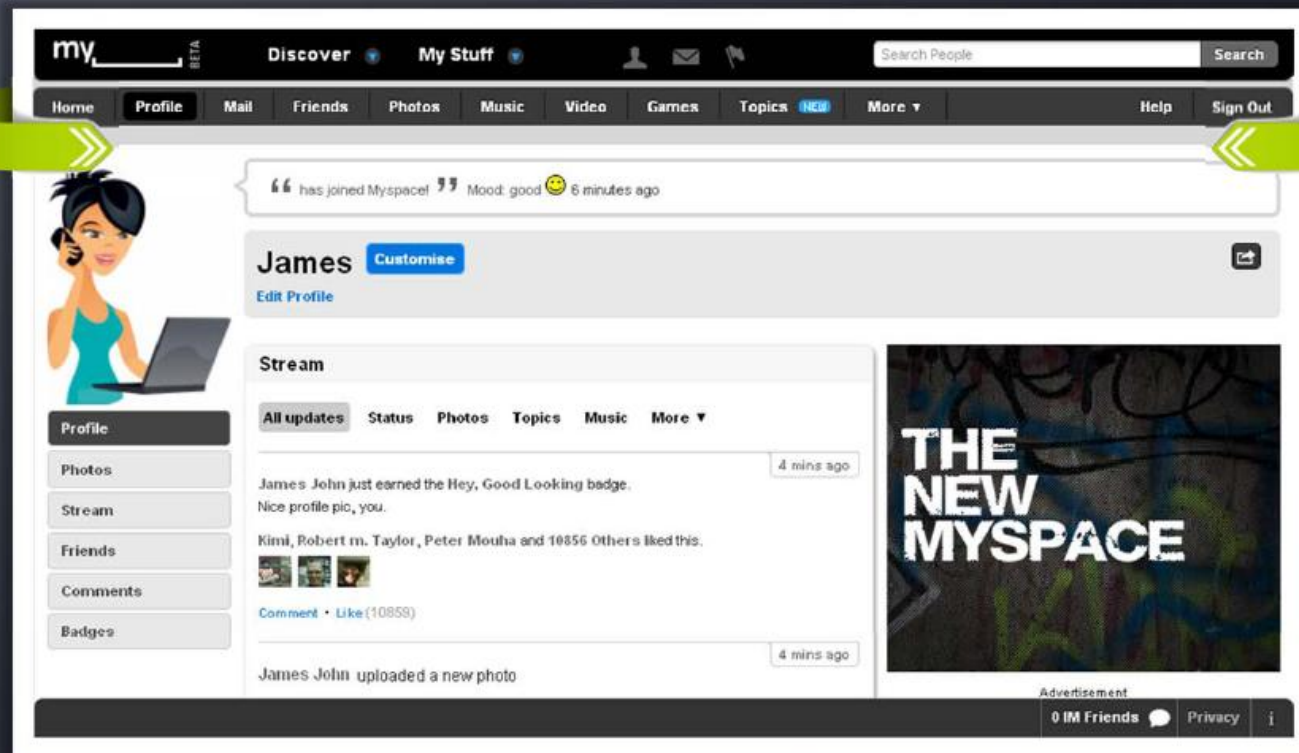 my____ BETA Discover My Stuff Search People Search
Home Profile Mail Friends Photos Music Video Games Topics NEW More ▾ Help Sign Out
“ has joined Myspace! ” Mood: good 6 minutes ago
James Customise
Edit Profile
Stream
All updates Status Photos Topics Music More ▾
4 mins ago
James John just earned the Hey, Good Looking badge.
Nice profile pic, you.
Kimi, Robert m. Taylor, Peter Mouha and 10856 Others liked this.
Comment • Like (10859)
4 mins ago
James John uploaded a new photo
Profile
Photos
Stream
Friends
Comments
Badges
THE
NEW
MYSPACE
Advertisement
0 IM Friends Privacy i